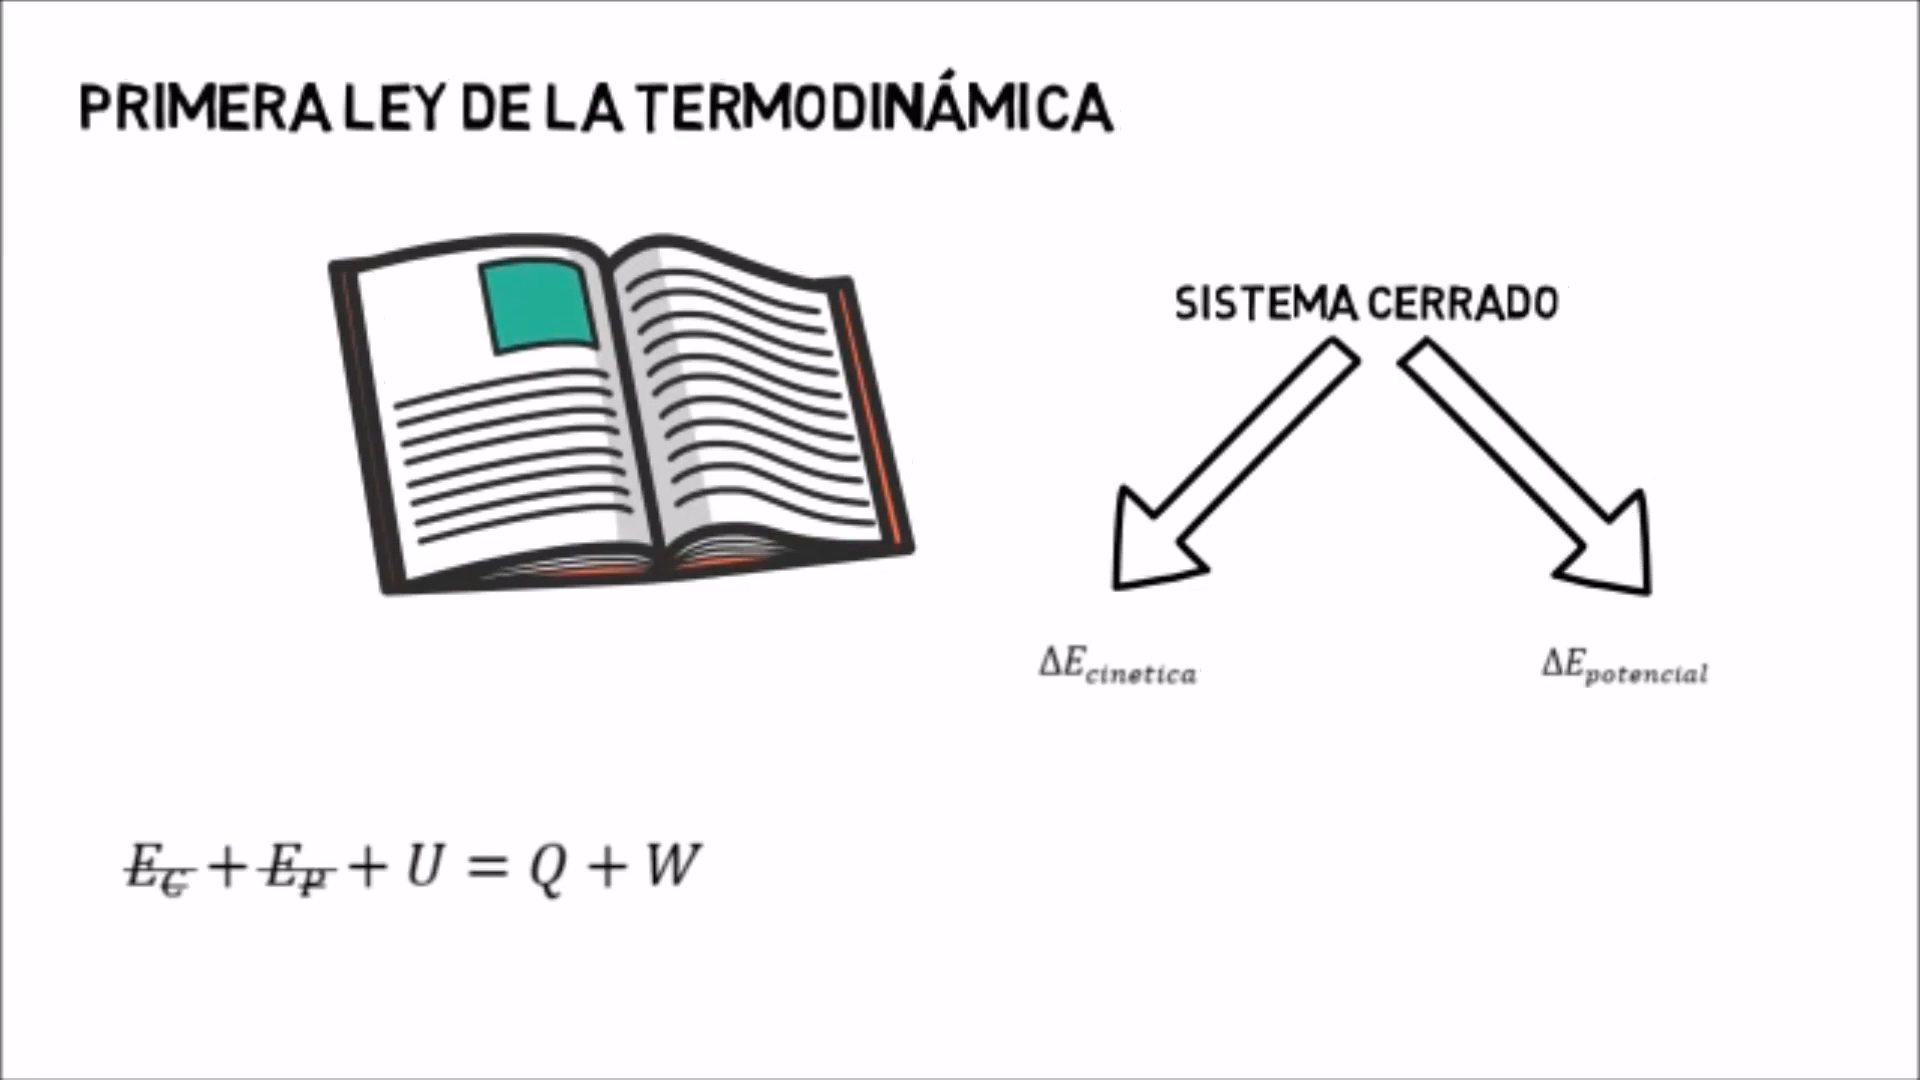 PRIMERA LEY DE LA TERMODINÁMICA
SISTEMA CERRADO
ΔE_cinetica
ΔE_potencial
E_C + E_P + U = Q + W